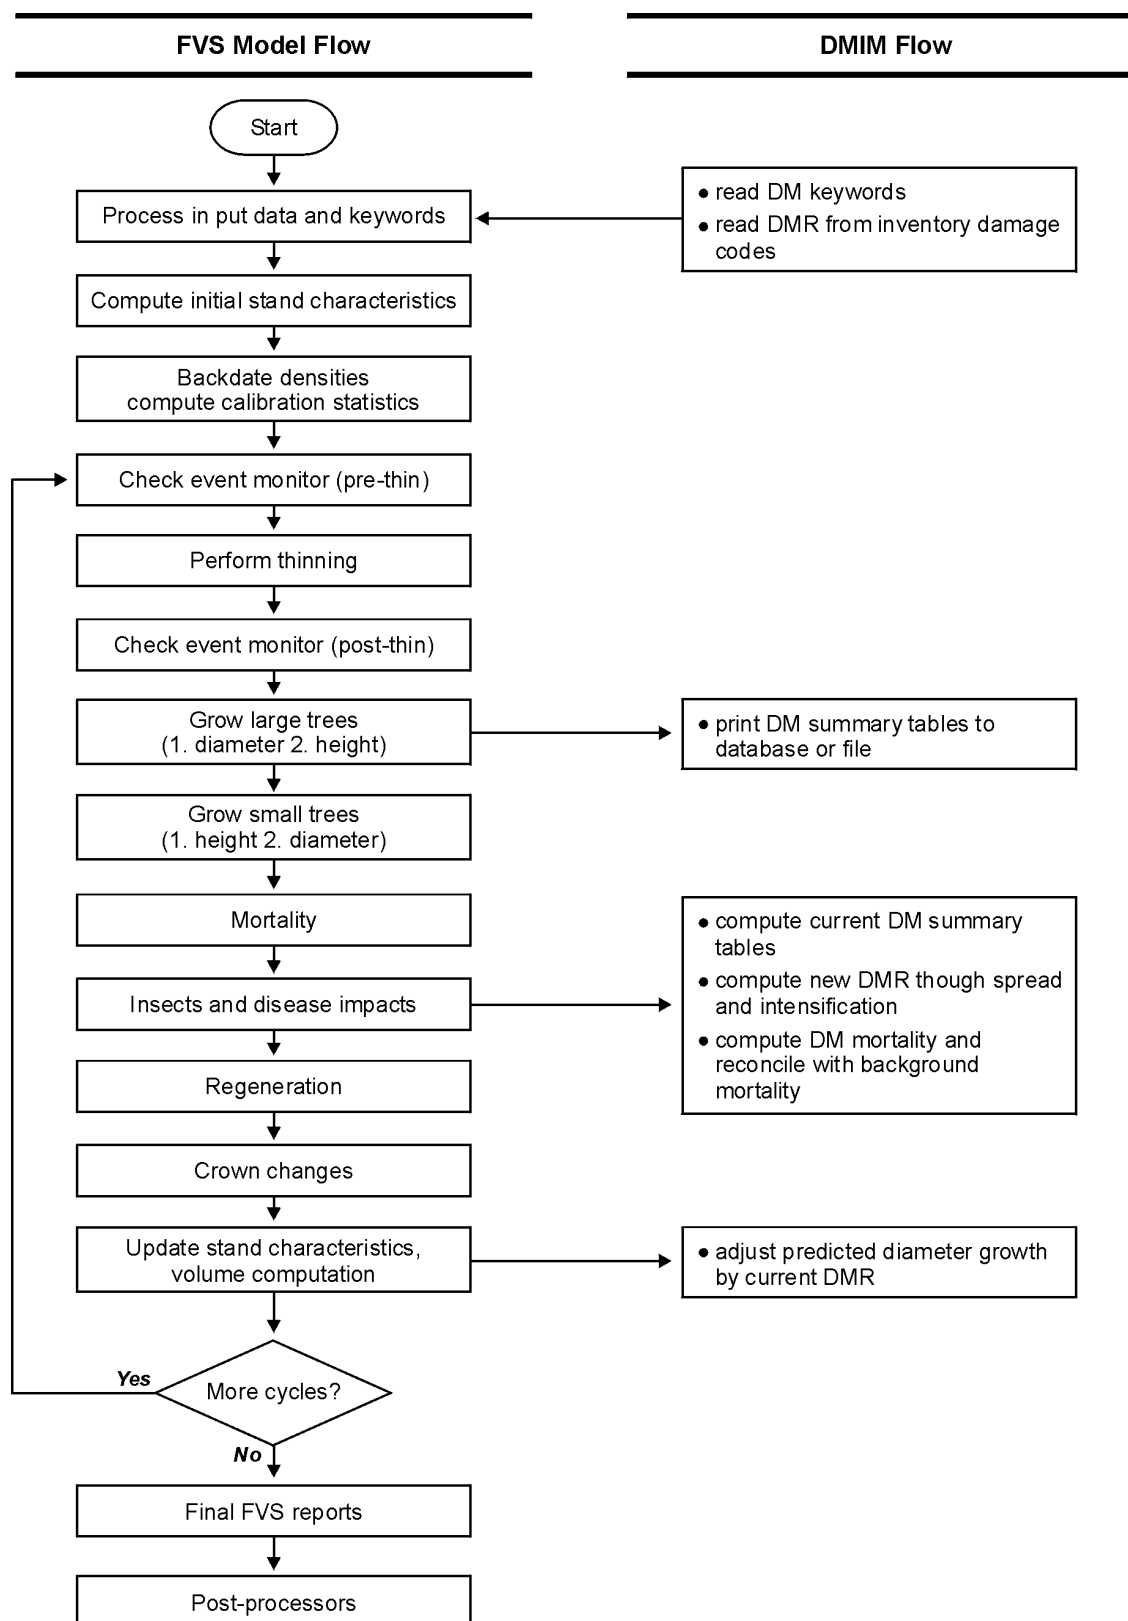 FVS Model Flow
DMIM Flow
Start
Process in put data and keywords
• read DM keywords
• read DMR from inventory damage
codes
Compute initial stand characteristics
Backdate densities
compute calibration statistics
Check event monitor (pre-thin)
Perform thinning
Check event monitor (post-thin)
Grow large trees
(1. diameter 2. height)
• print DM summary tables to
database or file
Grow small trees
(1. height 2. diameter)
Mortality
Insects and disease impacts
• compute current DM summary
tables
• compute new DMR though spread
and intensification
• compute DM mortality and
reconcile with background
mortality
Regeneration
Crown changes
Update stand characteristics,
volume computation
• adjust predicted diameter growth
by current DMR
Yes
More cycles?
No
Final FVS reports
Post-processors